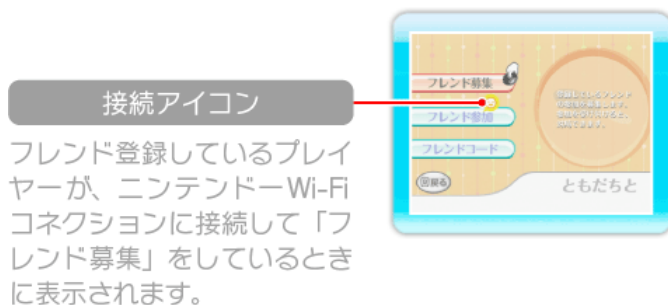 接続アイコン
フレンド登録しているプレイ
ヤーが、ニンテンドーWi-Fi
コネクションに接続して「フ
レンド募集」をしているとき
に表示されます。
フレンド募集
フレンド参加
フレンドコード
戻る
ともだちと